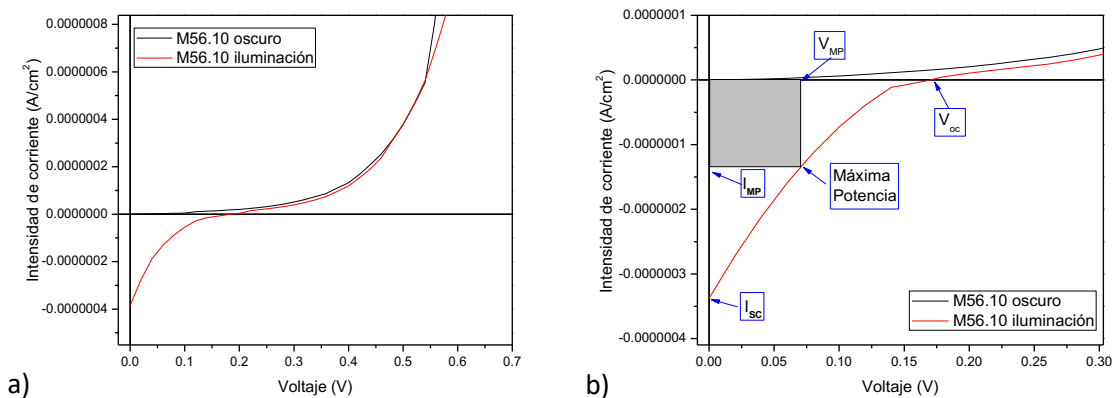 0.0000008
0.0000006
0.0000004
0.0000002
0.0000000
-0.0000002
-0.0000004
Intensidad de corriente (A/cm²)
M56.10 oscuro
M56.10 iluminación
0.0 0.1 0.2 0.3 0.4 0.5 0.6 0.7
Voltaje (V)
a)
0.0000001
0.0000000
-0.0000001
-0.0000002
-0.0000003
-0.0000004
Intensidad de corriente (A/cm²)
V_MP
V_oc
I_MP
Máxima
Potencia
I_SC
M56.10 oscuro
M56.10 iluminación
0.00 0.05 0.10 0.15 0.20 0.25 0.30
Voltaje (V)
b)